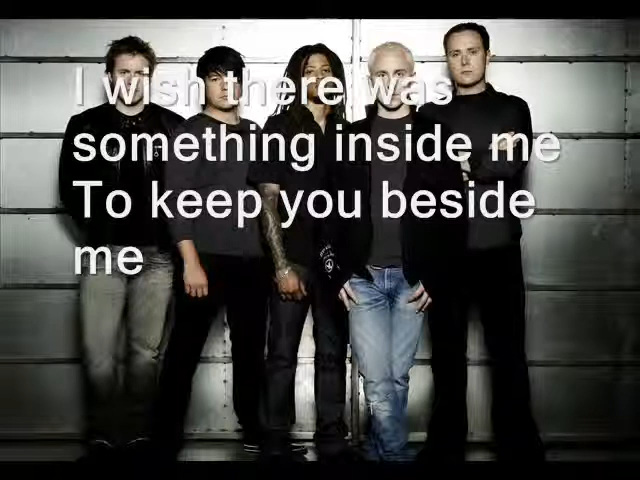 I wish there was
something inside me
To keep you beside
me